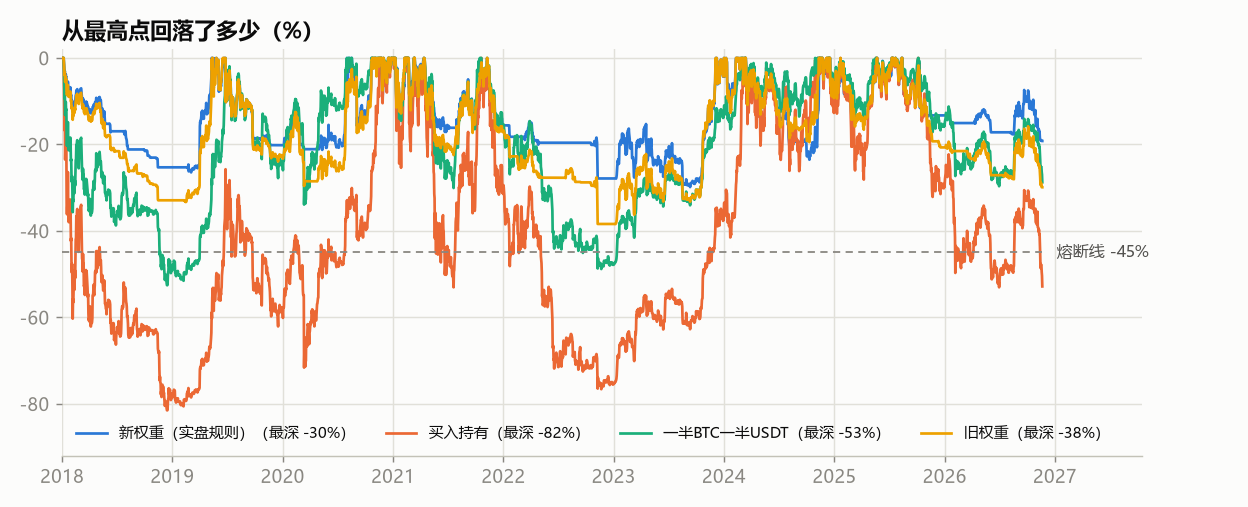 从最高点回落了多少（%）
0
-20
-40
-60
-80
熔断线 -45%
新权重（实盘规则）（最深 -30%）
买入持有（最深 -82%）
一半BTC一半USDT（最深 -53%）
旧权重（最深 -38%）
2018 2019 2020 2021 2022 2023 2024 2025 2026 2027